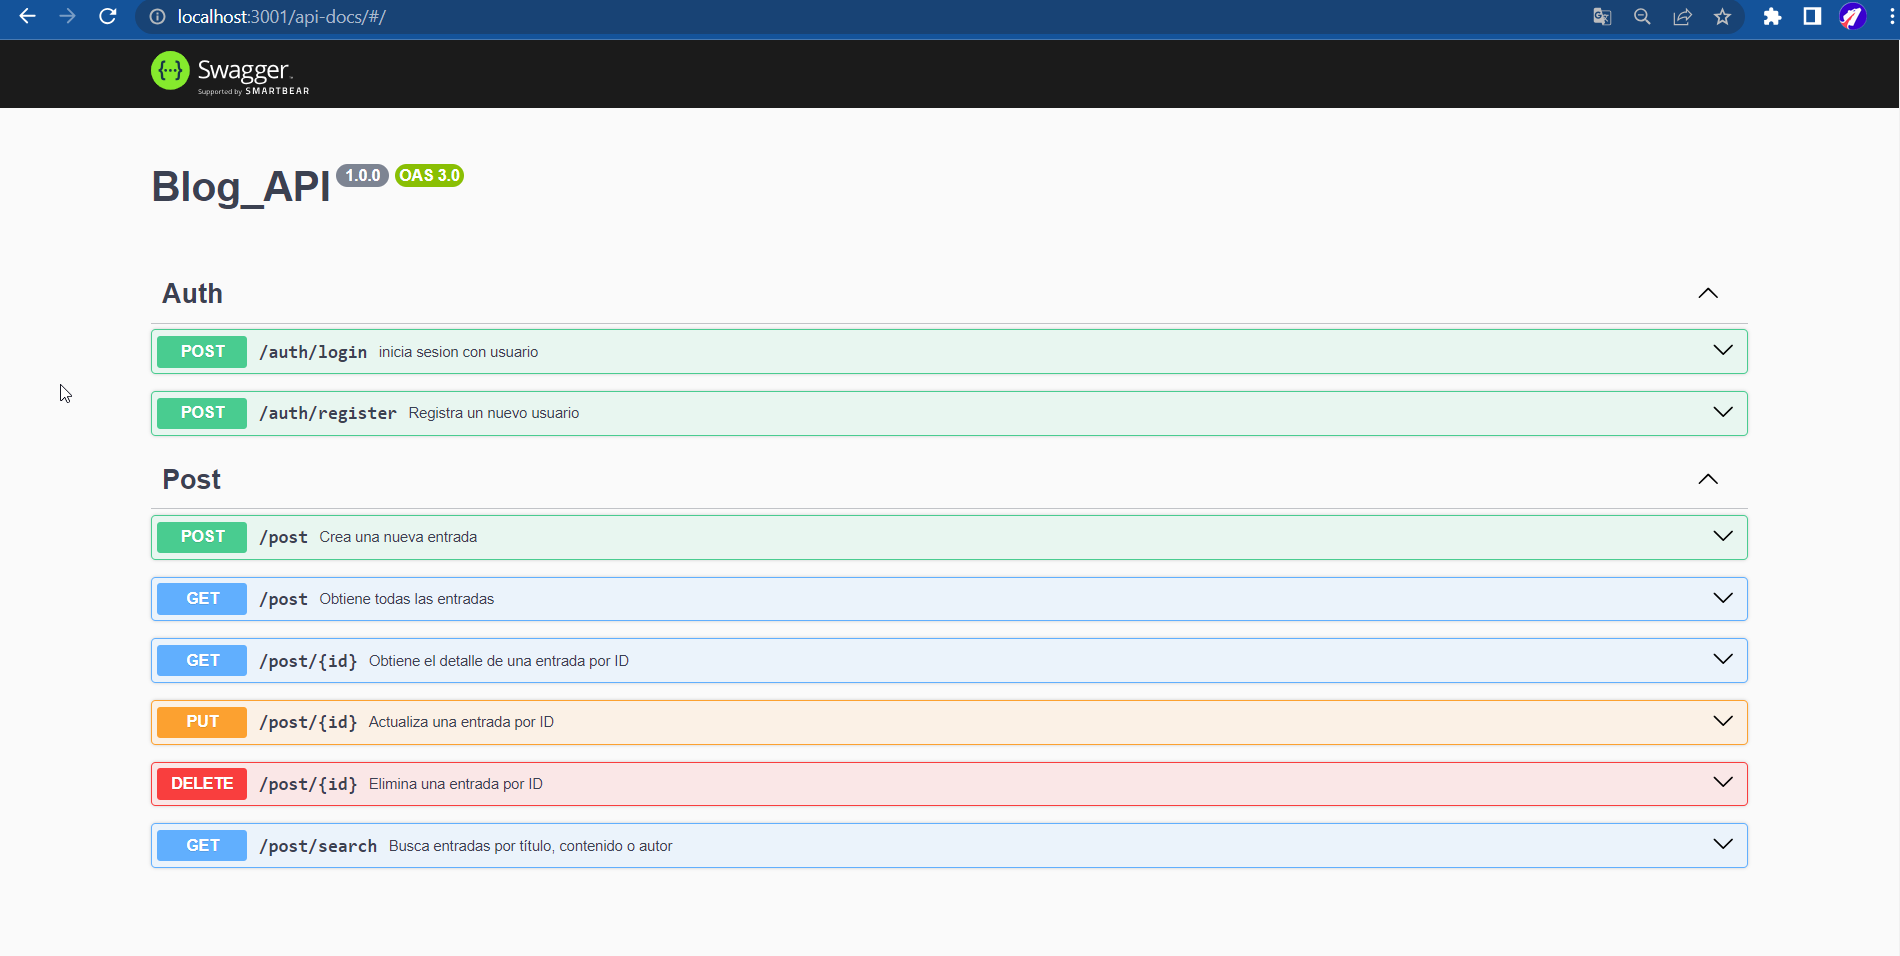 localhost:3001/api-docs/#/
Swagger
Supported by SMARTBEAR
Blog_API 1.0.0 OAS 3.0
Auth
POST /auth/login inicia sesion con usuario
POST /auth/register Registra un nuevo usuario
Post
POST /post Crea una nueva entrada
GET /post Obtiene todas las entradas
GET /post/{id} Obtiene el detalle de una entrada por ID
PUT /post/{id} Actualiza una entrada por ID
DELETE /post/{id} Elimina una entrada por ID
GET /post/search Busca entradas por título, contenido o autor